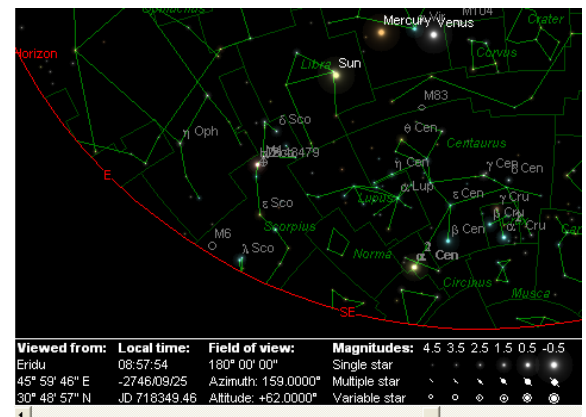 Ophiuchus
M104
Vir
Crater
Mercury
Venus
Horizon
Libra
Sun
Corvus
M83
δ Sco
η Oph
θ Cen
Centaurus
η Cen
γ Cen
δ Cen
E
α Lup
ε Cen
γ Cru
Lupus
ε Sco
β Cru
Scorpius
β Cen
α² Cru
M6
λ Sco
Norma
α² Cen
Circinus
Musca
SE
Viewed from: Local time: Field of view: Magnitudes: 4.5 3.5 2.5 1.5 0.5 -0.5
Eridu 08:57:54 180° 00' 00" Single star
45° 59' 46" E -2746/09/25 Azimuth: 159.0000° Multiple star
30° 48' 57" N JD 718349.46 Altitude: +62.0000° Variable star